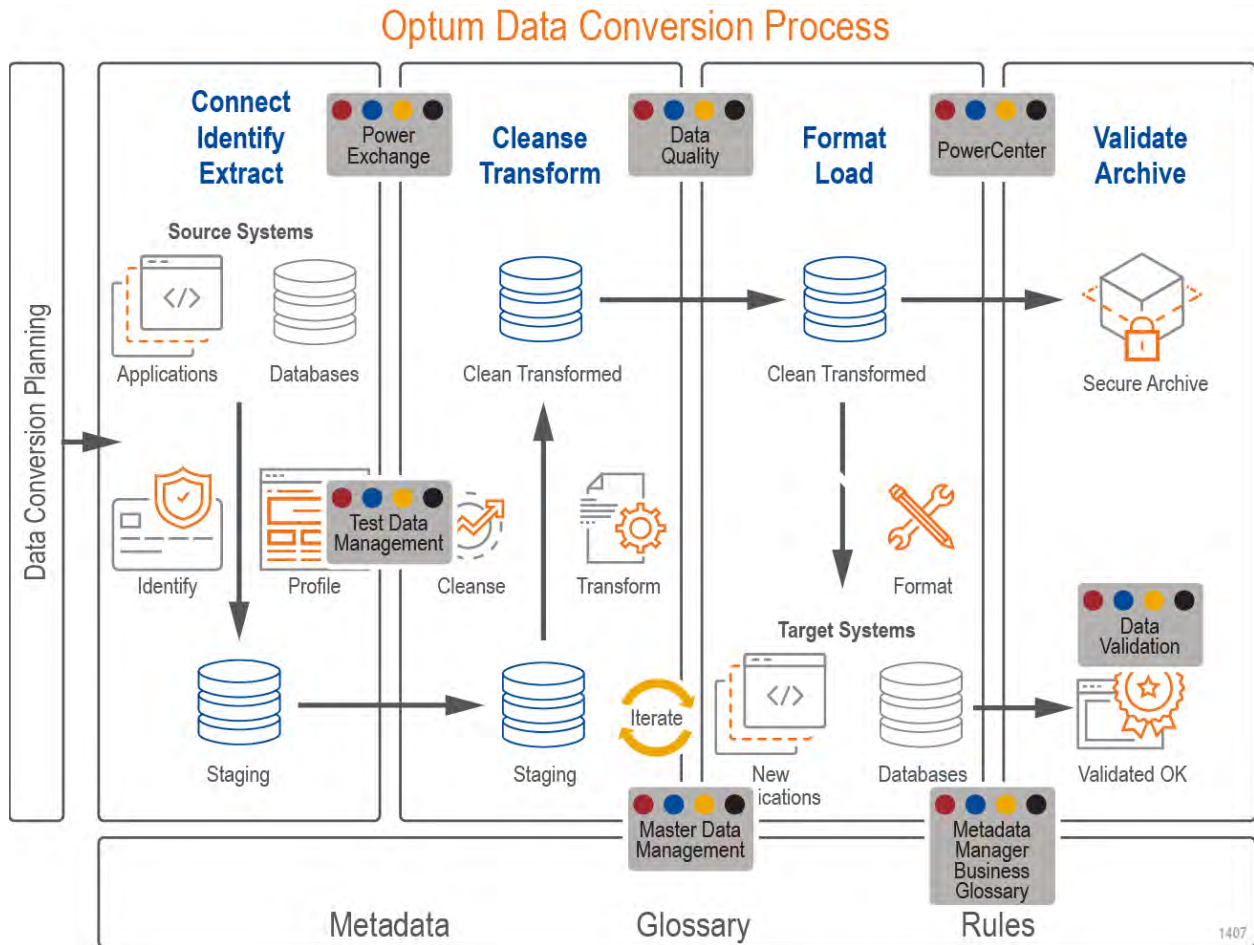 Optum Data Conversion Process
Data Conversion Planning
Connect
Identify
Extract
Power
Exchange
Cleanse
Transform
Data
Quality
Format
Load
PowerCenter
Validate
Archive
Source Systems
Applications
Databases
Clean Transformed
Clean Transformed
Secure Archive
Identify
Profile
Test Data
Management
Cleanse
Transform
Format
Target Systems
Data
Validation
Staging
Staging
Iterate
New
ications
Databases
Validated OK
Master Data
Management
Metadada
Manager
Business
Glossary
Metadata
Glossary
Rules
1407